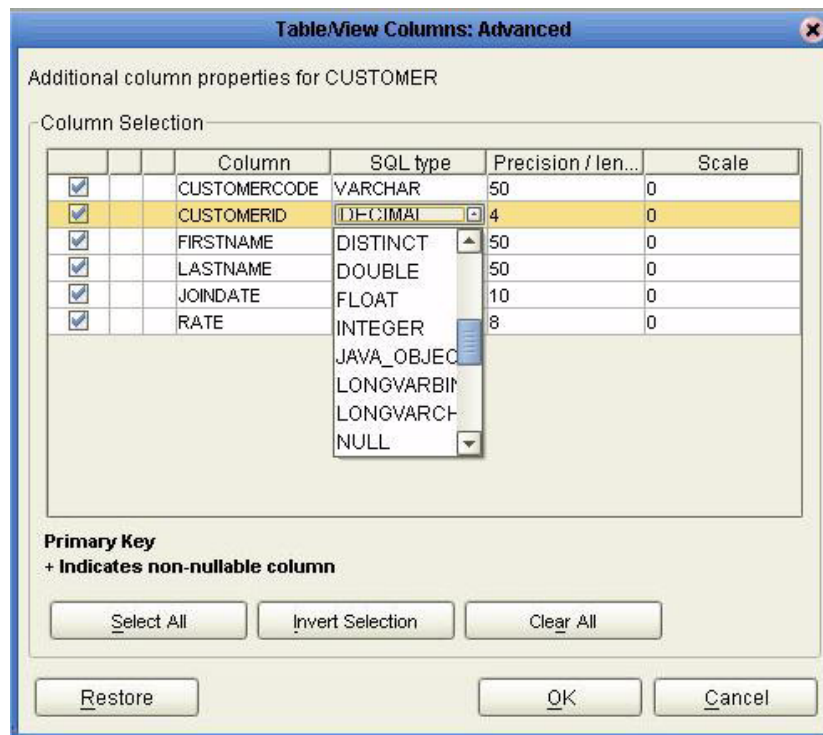 Table/View Columns: Advanced
Additional column properties for CUSTOMER
Column Selection
Column SQL type Precision / len... Scale
CUSTOMERCODE VARCHAR 50 0
CUSTOMERID DECIMAL 4 0
FIRSTNAME DISTINCT 50 0
LASTNAME DOUBLE 50 0
JOINDATE FLOAT 10 0
RATE INTEGER 8 0
JAVA_OBJEC
LONGVARBIN
LONGVARCH
NULL
Primary Key
+ Indicates non-nullable column
Select All Invert Selection Clear All
Restore OK Cancel